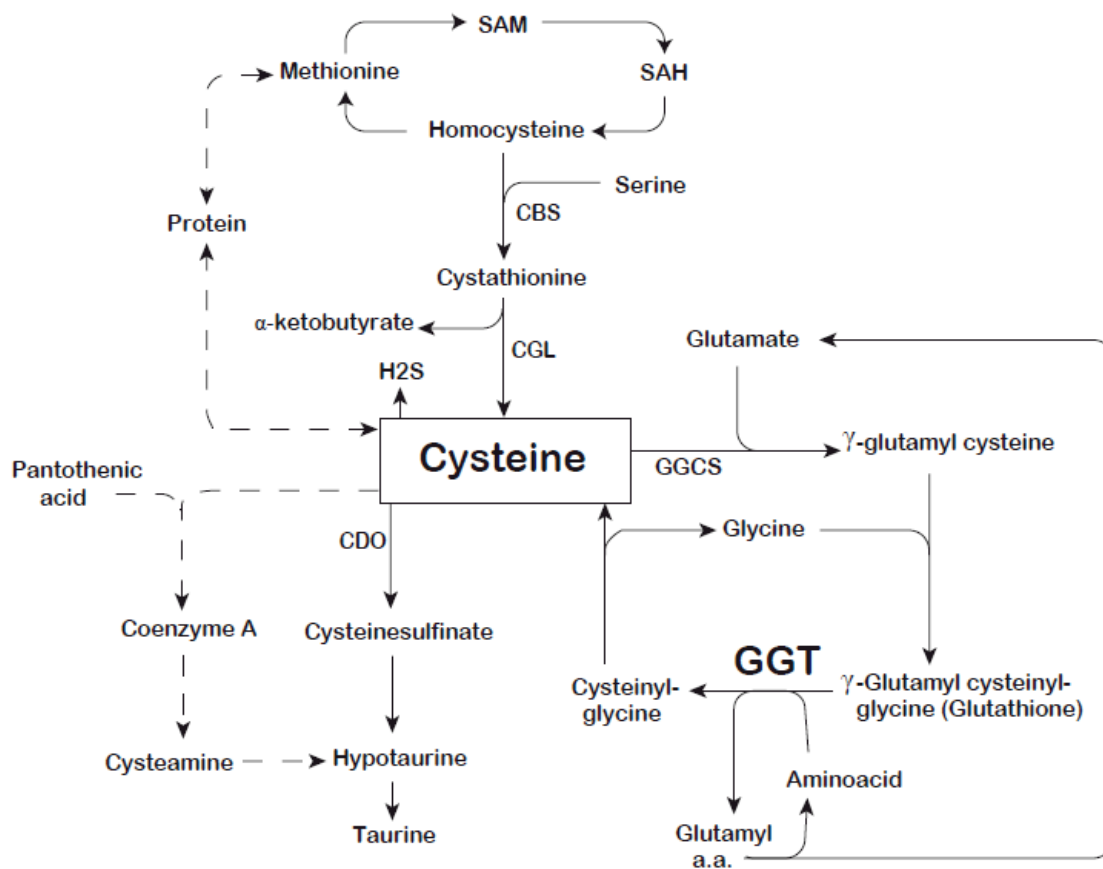 SAM
Methionine
SAH
Homocysteine
Serine
CBS
Protein
Cystathionine
α-ketobutyrate
Glutamate
CGL
H2S
Cysteine
γ-glutamyl cysteine
GGCS
Pantothenic
acid
Glycine
CDO
Coenzyme A
Cysteinesulfinate
GGT
Cysteinyl-
glycine
γ-Glutamyl cysteinyl-
glycine (Glutathione)
Cysteamine
Hypotaurine
Aminoacid
Taurine
Glutamyl
a.a.